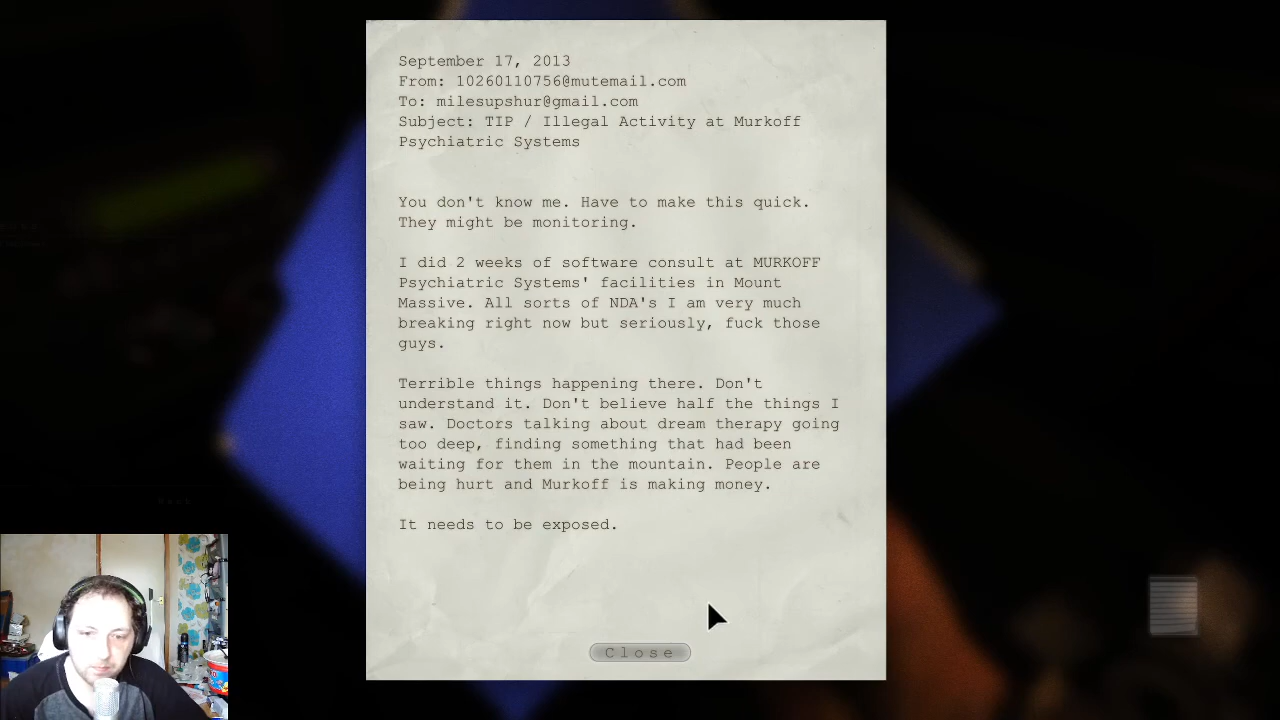 September 17, 2013
From: 10260110756@mutemail.com
To: milesupshur@gmail.com
Subject: TIP / Illegal Activity at Murkoff
Psychiatric Systems
You don't know me. Have to make this quick.
They might be monitoring.
I did 2 weeks of software consult at MURKOFF
Psychiatric Systems' facilities in Mount
Massive. All sorts of NDA's I am very much
breaking right now but seriously, fuck those
guys.
Terrible things happening there. Don't
understand it. Don't believe half the things I
saw. Doctors talking about dream therapy going
too deep, finding something that had been
waiting for them in the mountain. People are
being hurt and Murkoff is making money.
It needs to be exposed.
Close